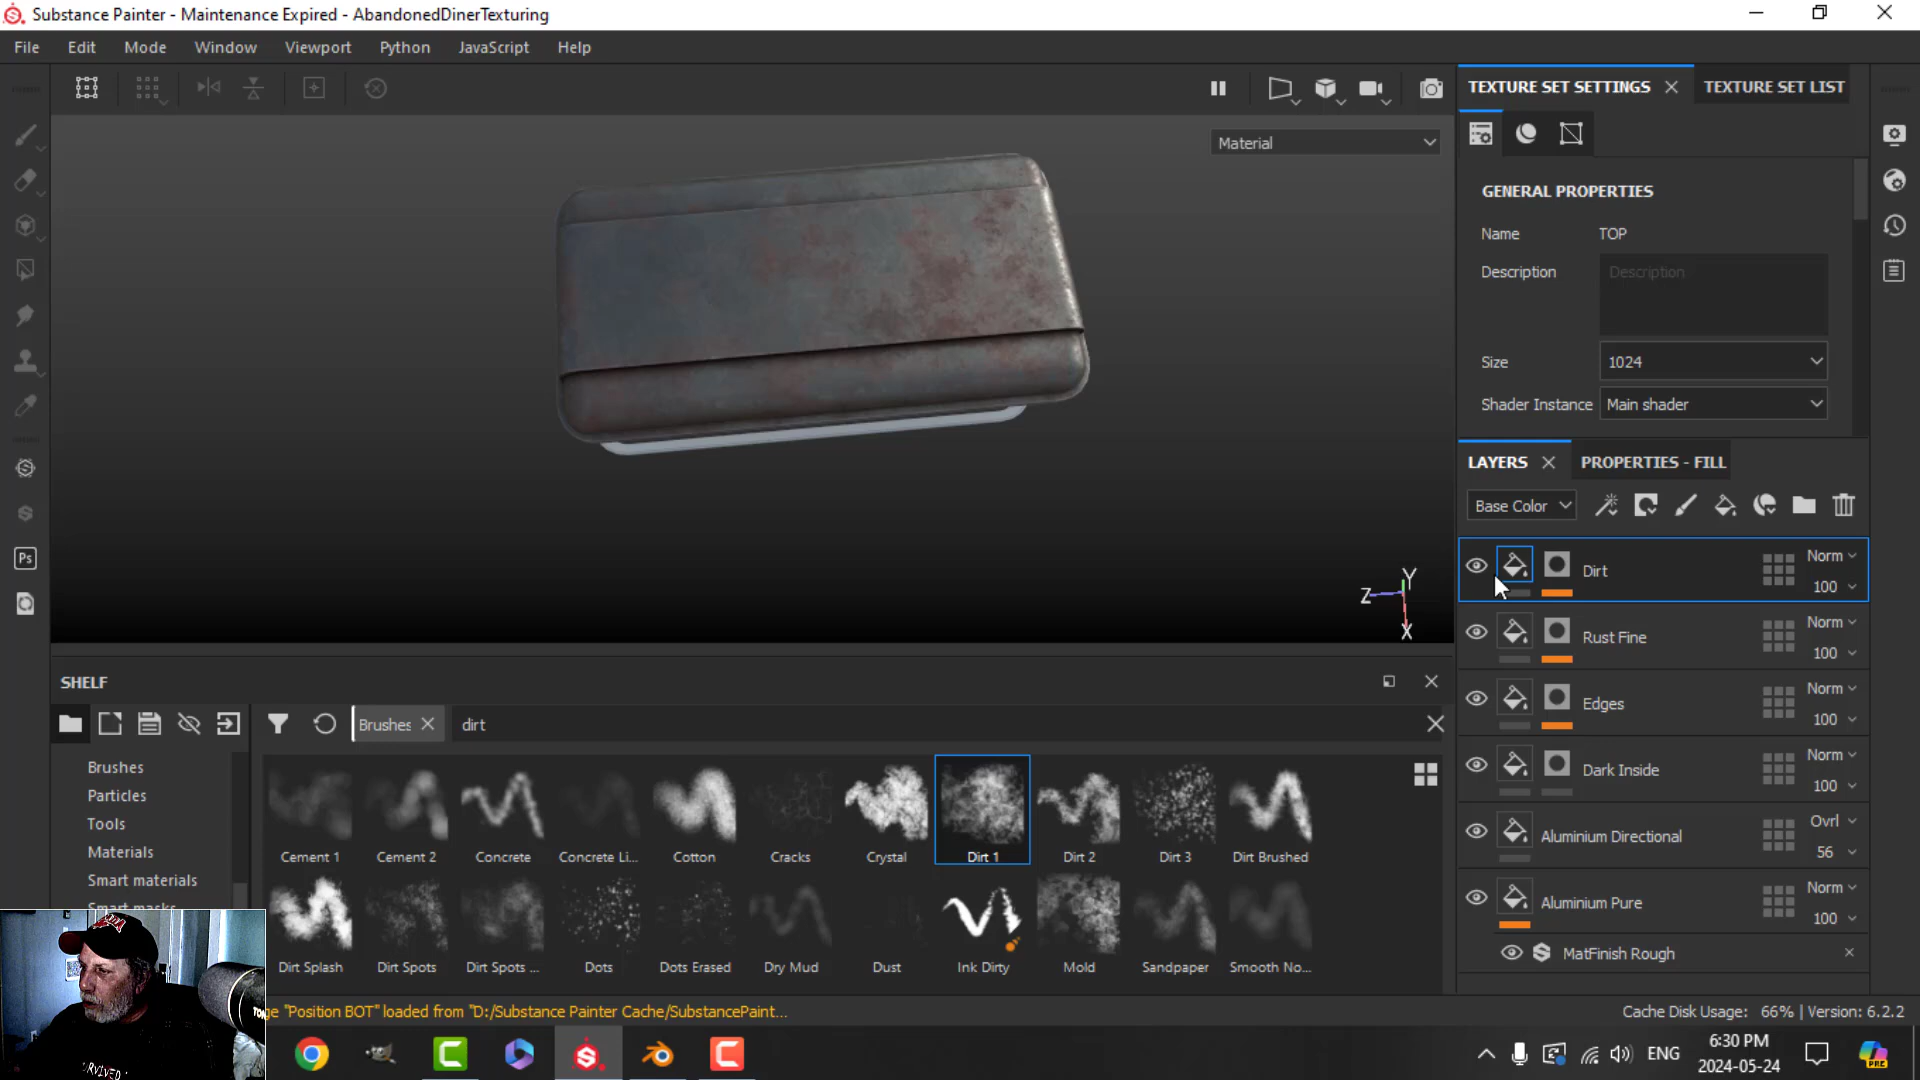 Substance Painter - Maintenance Expired - AbandonedDinerTexturing
File Edit Mode Window Viewport Python JavaScript Help
TEXTURE SET SETTINGS TEXTURE SET LIST
Material
GENERAL PROPERTIES
Name TOP
Description Description
Size 1024
Shader Instance Main shader
LAYERS PROPERTIES - FILL
Base Color
Dirt Norm 100
Rust Fine Norm 100
Edges Norm 100
Dark Inside Norm 100
Aluminium Directional Ovrl 56
Aluminium Pure Norm 100
MatFinish Rough
Y
Z
X
SHELF
Brushes dirt
Brushes
Particles
Tools
Materials
Smart materials
Smart masks
Cement 1 Cement 2 Concrete Concrete Li... Cotton Cracks Crystal Dirt 1 Dirt 2 Dirt 3 Dirt Brushed
Dirt Splash Dirt Spots Dirt Spots ... Dots Dots Erased Dry Mud Dust Ink Dirty Mold Sandpaper Smooth No...
ge "Position BOT" loaded from "D:/Substance Painter Cache/SubstancePaint...
Cache Disk Usage: 66% | Version: 6.2.2
Ps
ENG
6:30 PM
2024-05-24
PRE